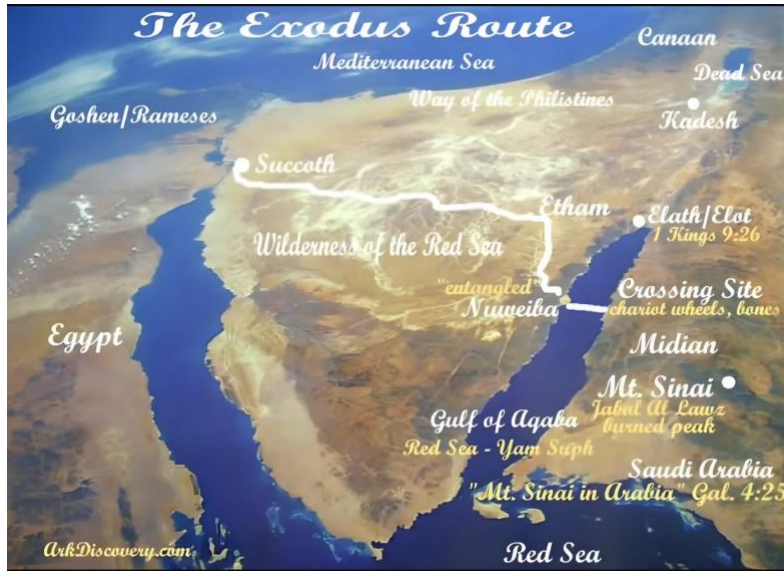 The Exodus Route
Canaan
Mediterranean Sea
Dead Sea
Way of the Philistines
Goshen/Rameses
Kadesh
Succoth
Etham
Elath/Elot
1 Kings 9:26
Wilderness of the Red Sea
"entangled"
Nuweiba
Crossing Site
chariot wheels, bones
Egypt
Midian
Mt. Sinai
Jabul Al Lawz
burned peak
Gulf of Aqaba
Red Sea - Yam Suph
Saudi Arabia
"Mt. Sinai in Arabia" Gal. 4:25
ArkDiscovery.com
Red Sea